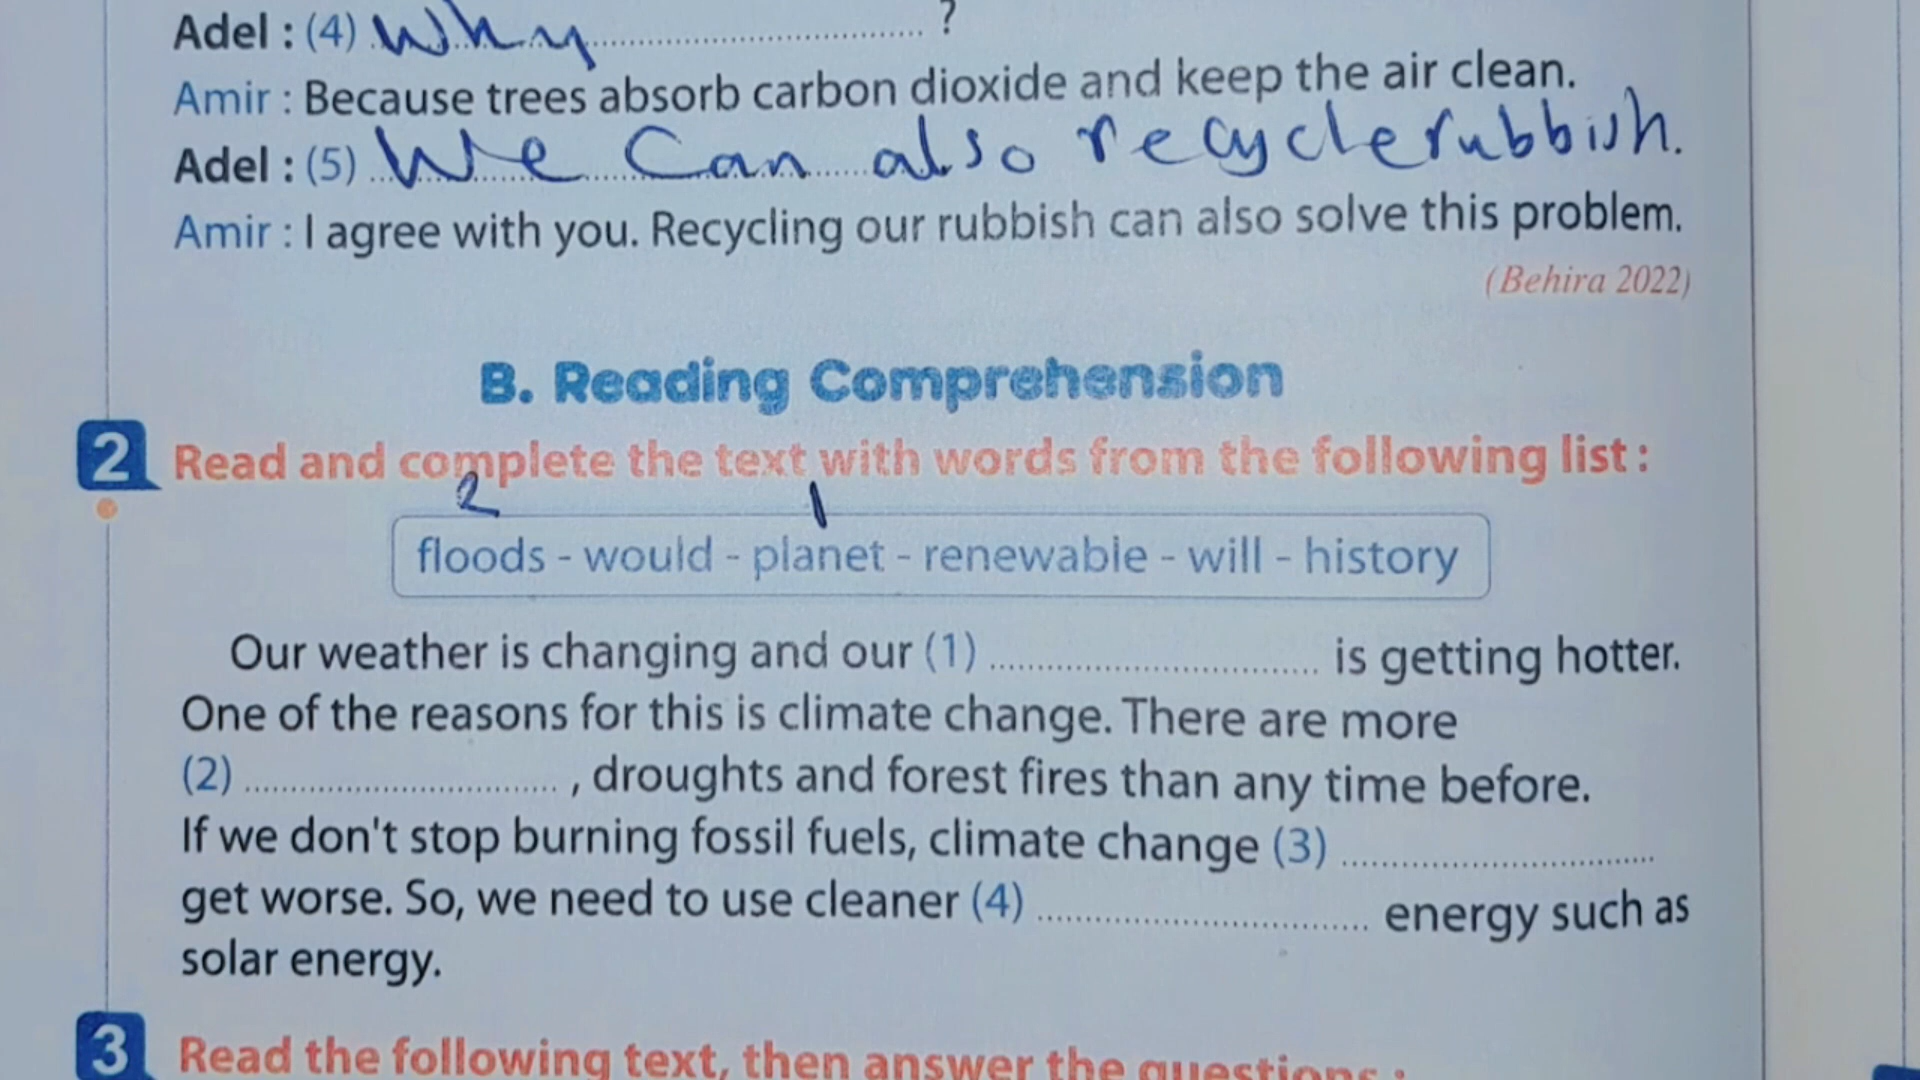 Adel : (4) Why ?
Amir : Because trees absorb carbon dioxide and keep the air clean.
Adel : (5) We Can also recycle rubbish.
Amir : I agree with you. Recycling our rubbish can also solve this problem.
(Behira 2022)
B. Reading Comprehension
2 Read and complete the text with words from the following list :
2 1
floods - would - planet - renewable - will - history
Our weather is changing and our (1) .............................. is getting hotter.
One of the reasons for this is climate change. There are more
(2) .............................. , droughts and forest fires than any time before.
If we don't stop burning fossil fuels, climate change (3) ..............................
get worse. So, we need to use cleaner (4) .............................. energy such as
solar energy.
3 Read the following text, then answer the questions :